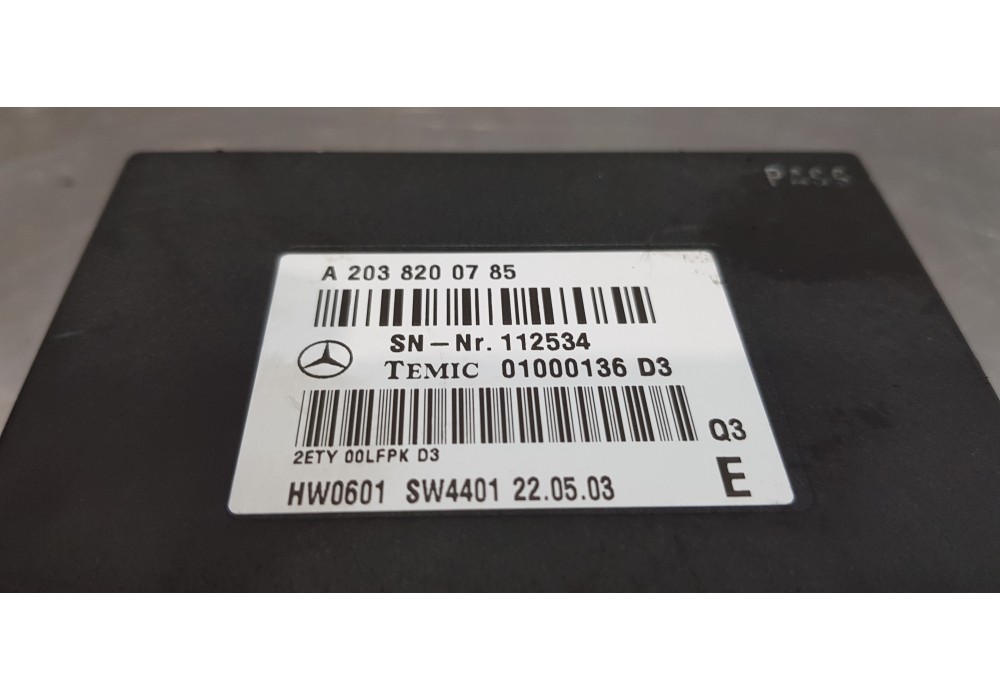 PASS
A 203 820 07 85
SN-Nr. 112534
TEMIC 01000136 D3
Q3
2ETY 00LFPK D3
E
HW0601 SW4401 22.05.03